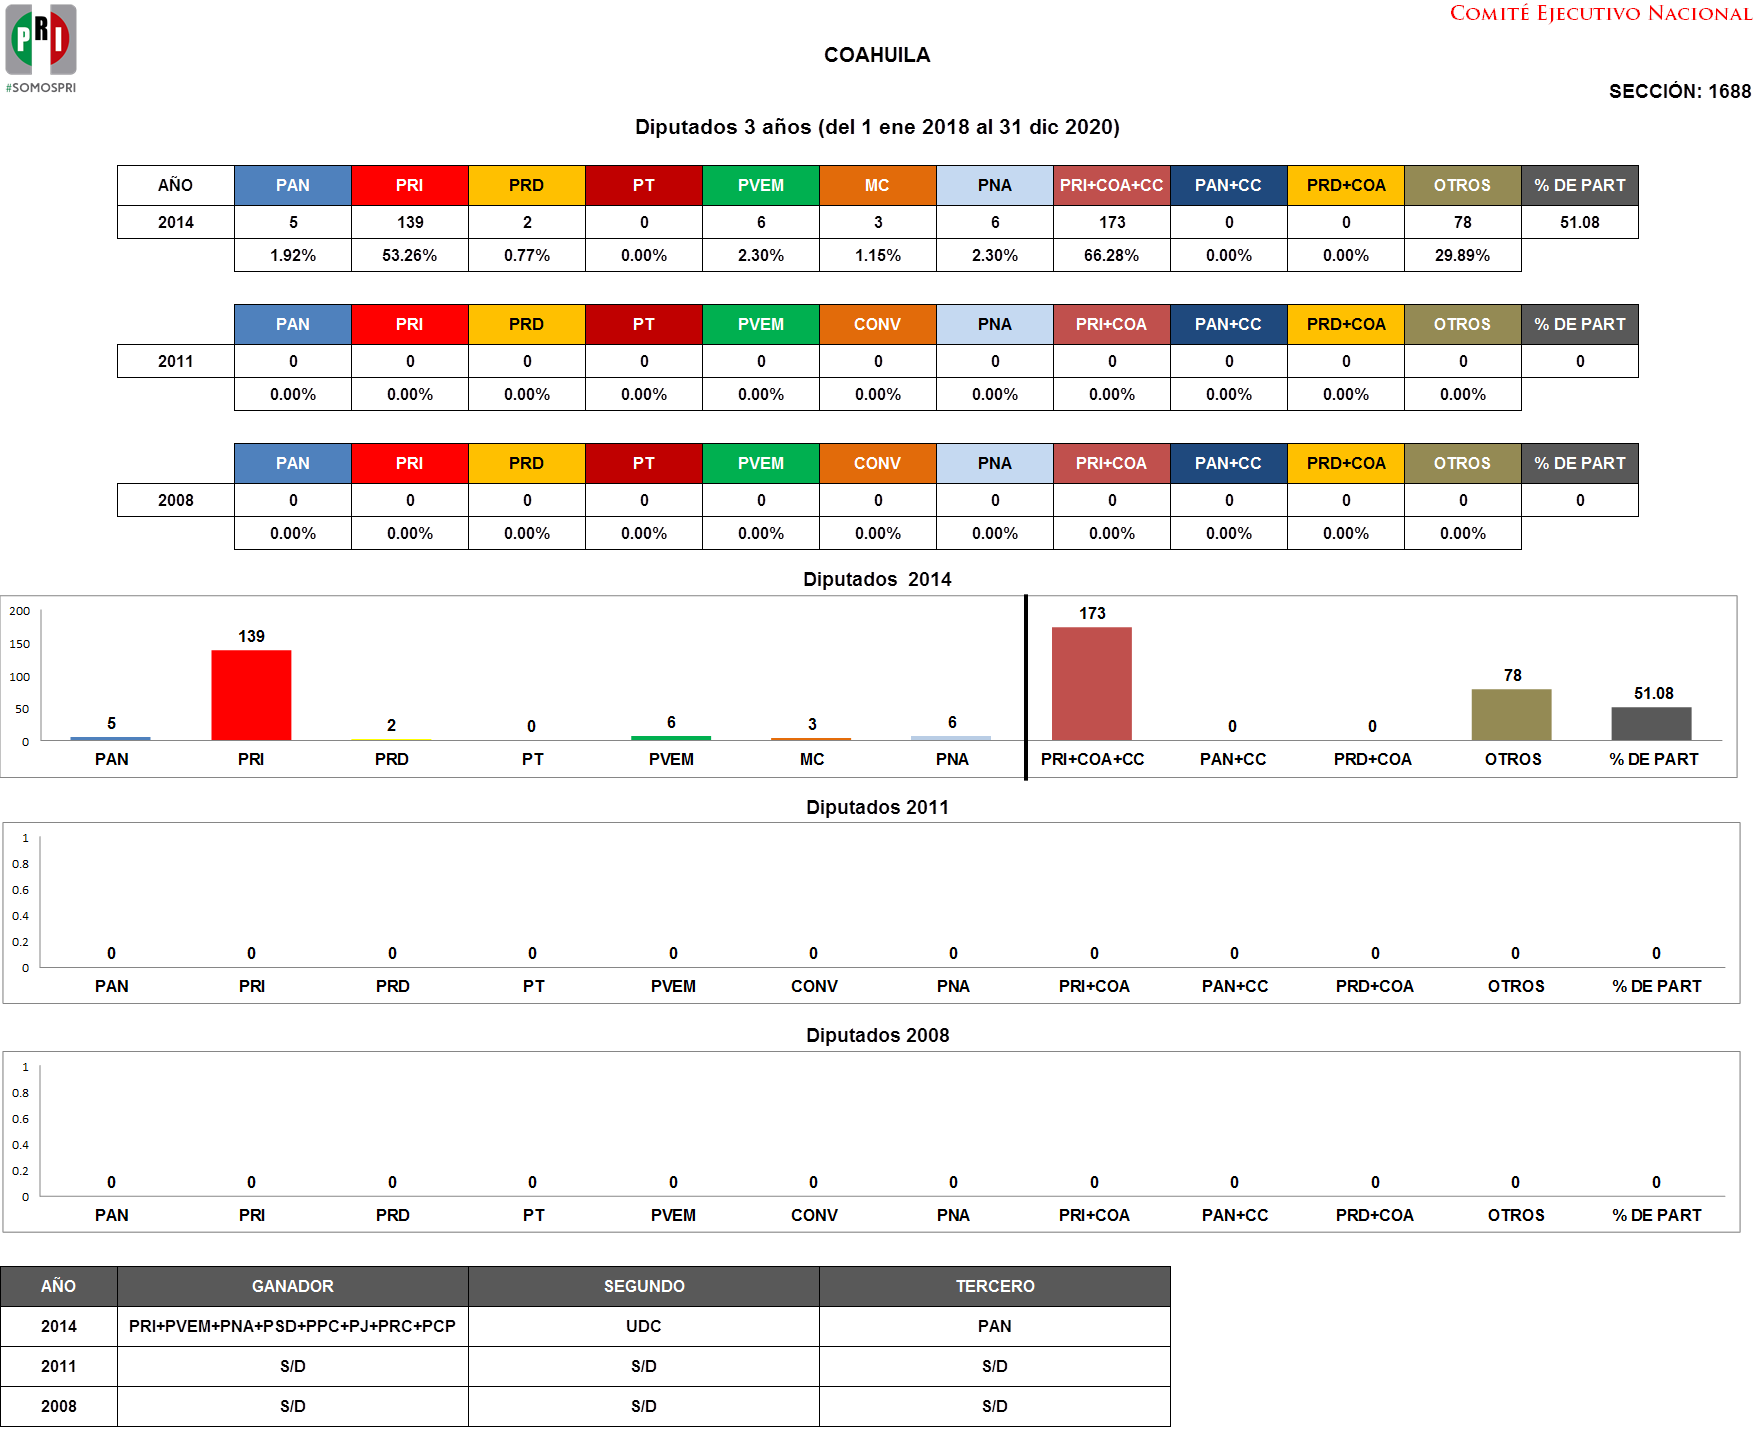 PRI
#SOMOSPRI
COMITÉ EJECUTIVO NACIONAL
COAHUILA
SECCIÓN: 1688
Diputados 3 años (del 1 ene 2018 al 31 dic 2020)
AÑO PAN PRI PRD PT PVEM MC PNA PRI+COA+CC PAN+CC PRD+COA OTROS % DE PART
2014 5 139 2 0 6 3 6 173 0 0 78 51.08
1.92% 53.26% 0.77% 0.00% 2.30% 1.15% 2.30% 66.28% 0.00% 0.00% 29.89%
PAN PRI PRD PT PVEM CONV PNA PRI+COA PAN+CC PRD+COA OTROS % DE PART
2011 0 0 0 0 0 0 0 0 0 0 0 0
0.00% 0.00% 0.00% 0.00% 0.00% 0.00% 0.00% 0.00% 0.00% 0.00% 0.00%
PAN PRI PRD PT PVEM CONV PNA PRI+COA PAN+CC PRD+COA OTROS % DE PART
2008 0 0 0 0 0 0 0 0 0 0 0 0
0.00% 0.00% 0.00% 0.00% 0.00% 0.00% 0.00% 0.00% 0.00% 0.00% 0.00%
Diputados 2014
200
150
100
50
0
5 139 2 0 6 3 6 173 0 0 78 51.08
PAN PRI PRD PT PVEM MC PNA PRI+COA+CC PAN+CC PRD+COA OTROS % DE PART
Diputados 2011
1
0.8
0.6
0.4
0.2
0
0 0 0 0 0 0 0 0 0 0 0 0
PAN PRI PRD PT PVEM CONV PNA PRI+COA PAN+CC PRD+COA OTROS % DE PART
Diputados 2008
1
0.8
0.6
0.4
0.2
0
0 0 0 0 0 0 0 0 0 0 0 0
PAN PRI PRD PT PVEM CONV PNA PRI+COA PAN+CC PRD+COA OTROS % DE PART
AÑO GANADOR SEGUNDO TERCERO
2014 PRI+PVEM+PNA+PSD+PPC+PJ+PRC+PCP UDC PAN
2011 S/D S/D S/D
2008 S/D S/D S/D